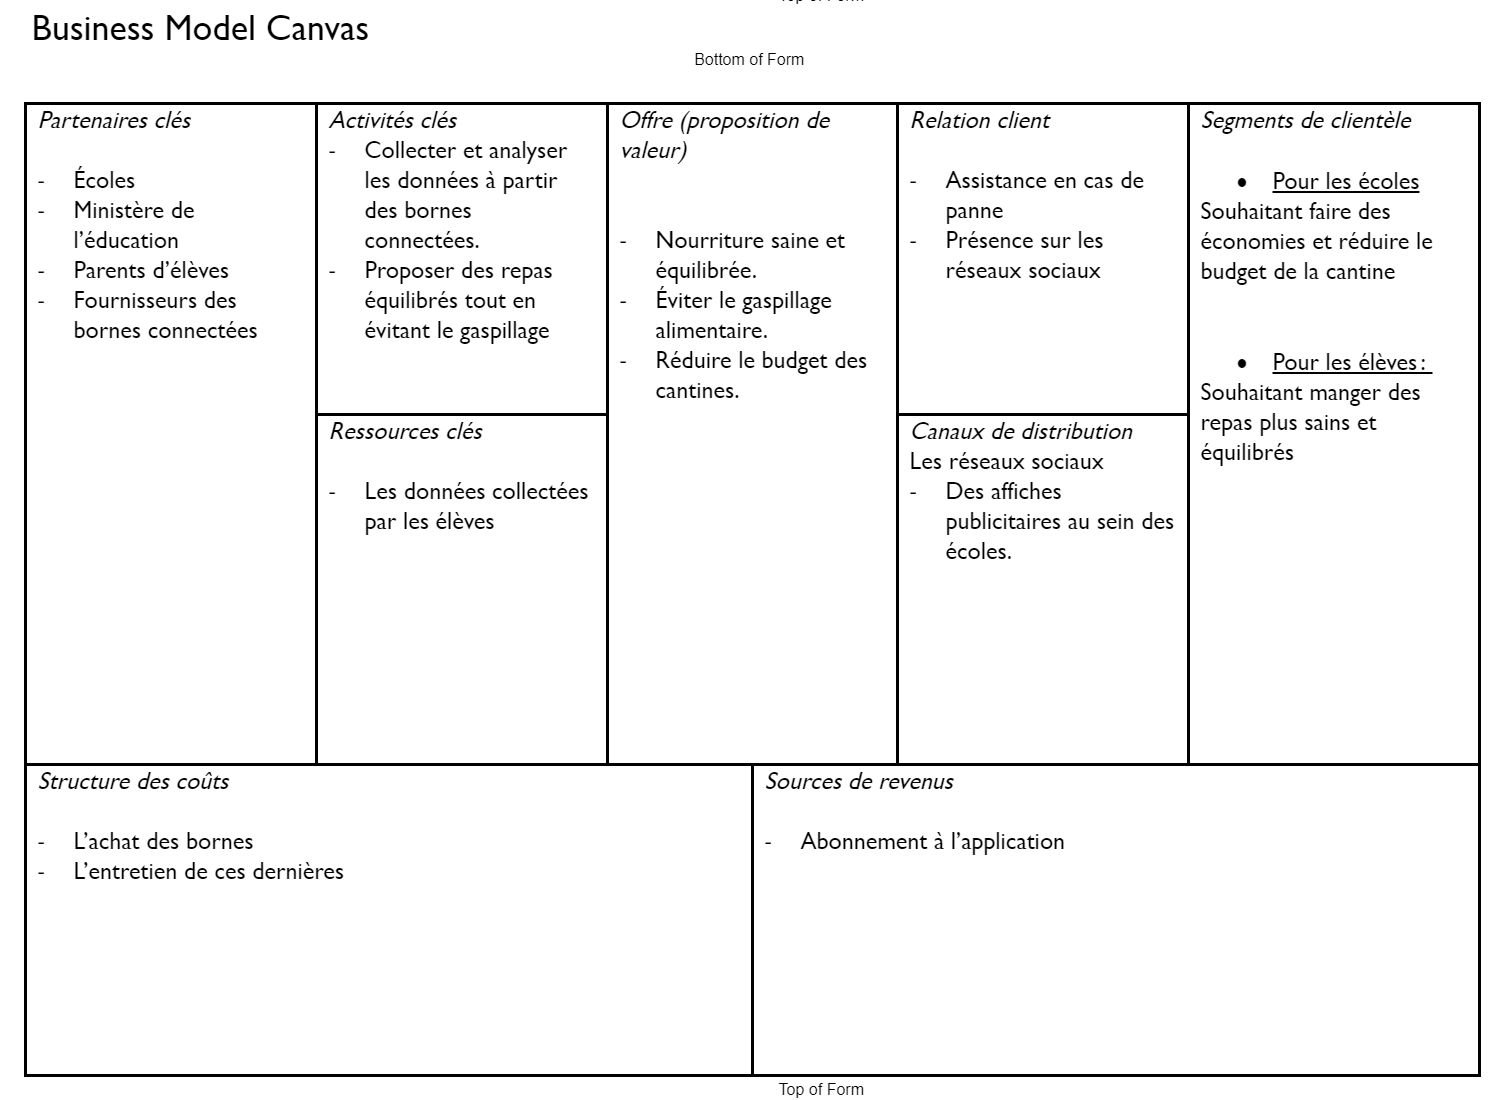 Top of Form
Business Model Canvas
Bottom of Form
Partenaires clés
- Écoles
- Ministère de
l’éducation
- Parents d’élèves
- Fournisseurs des
bornes connectées
Activités clés
- Collecter et analyser
les données à partir
des bornes
connectées.
- Proposer des repas
équilibrés tout en
évitant le gaspillage
Ressources clés
- Les données collectées
par les élèves
Offre (proposition de
valeur)
- Nourriture saine et
équilibrée.
- Éviter le gaspillage
alimentaire.
- Réduire le budget des
cantines.
Relation client
- Assistance en cas de
panne
- Présence sur les
réseaux sociaux
Canaux de distribution
Les réseaux sociaux
- Des affiches
publicitaires au sein des
écoles.
Segments de clientèle
• Pour les écoles
Souhaitant faire des
économies et réduire le
budget de la cantine
• Pour les élèves :
Souhaitant manger des
repas plus sains et
équilibrés
Structure des coûts
- L’achat des bornes
- L’entretien de ces dernières
Sources de revenus
- Abonnement à l’application
Top of Form